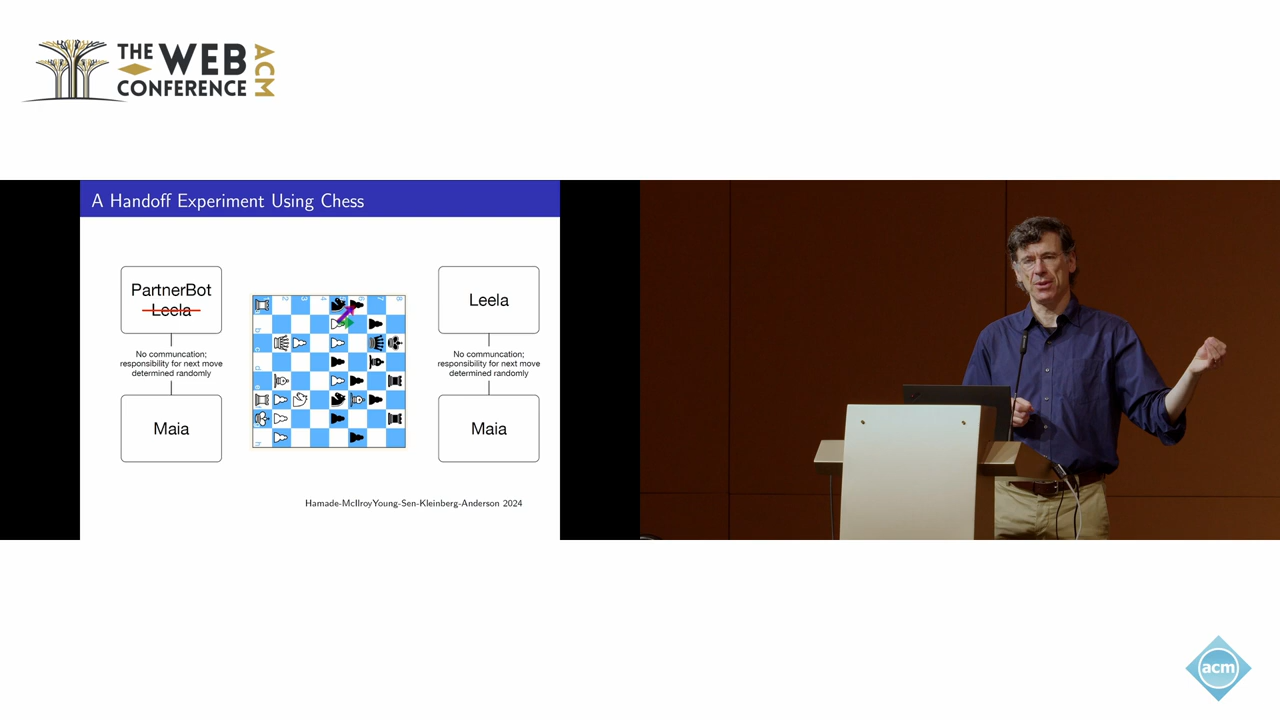 THE WEB
CONFERENCE
ACM
A Handoff Experiment Using Chess
PartnerBot
Leela
No communcation;
responsibility for next move
determined randomly
Maia
Leela
No communcation;
responsibility for next move
determined randomly
Maia
Hamade-McIlroyYoung-Sen-Kleinberg-Anderson 2024
acm